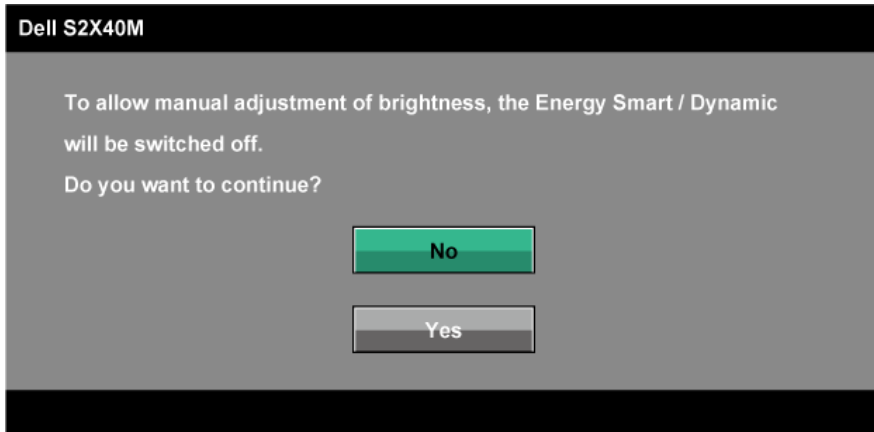 Dell S2X40M
To allow manual adjustment of brightness, the Energy Smart / Dynamic
will be switched off.
Do you want to continue?
No
Yes